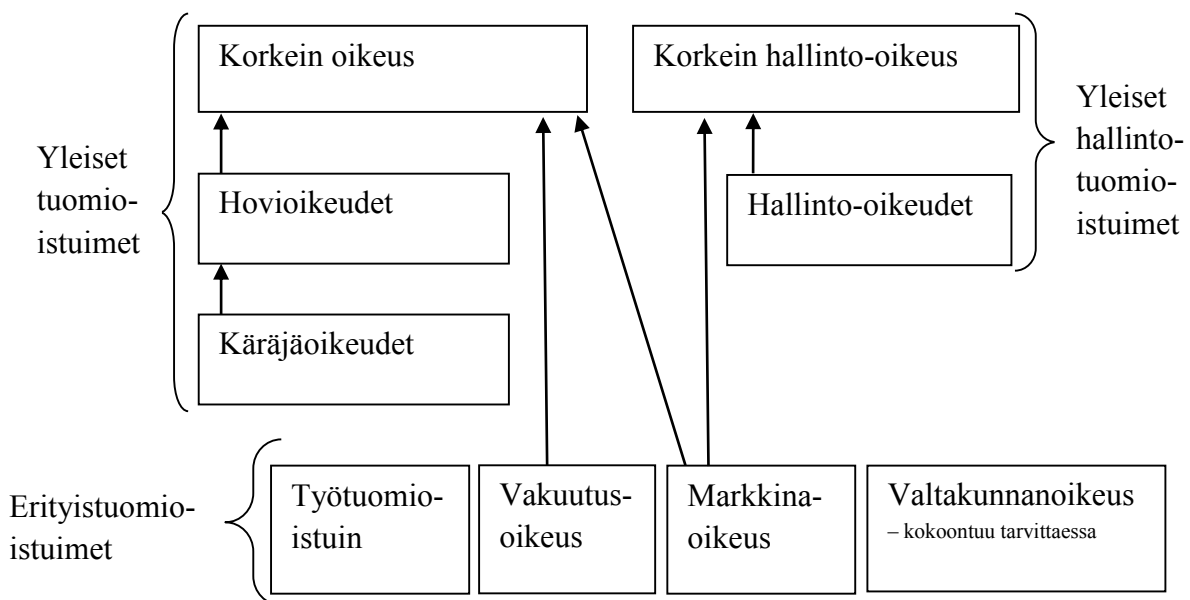 Korkein oikeus
Korkein hallinto-oikeus
Yleiset
tuomio-
istuimet
Yleiset
hallinto-
tuomio-
istuimet
Hovioikeudet
Hallinto-oikeudet
Käräjäoikeudet
Erityistuomio-
istuimet
Työtuomio-
istuin
Vakuutus-
oikeus
Markkina-
oikeus
Valtakunnanoikeus
– kokoontuu tarvittaessa